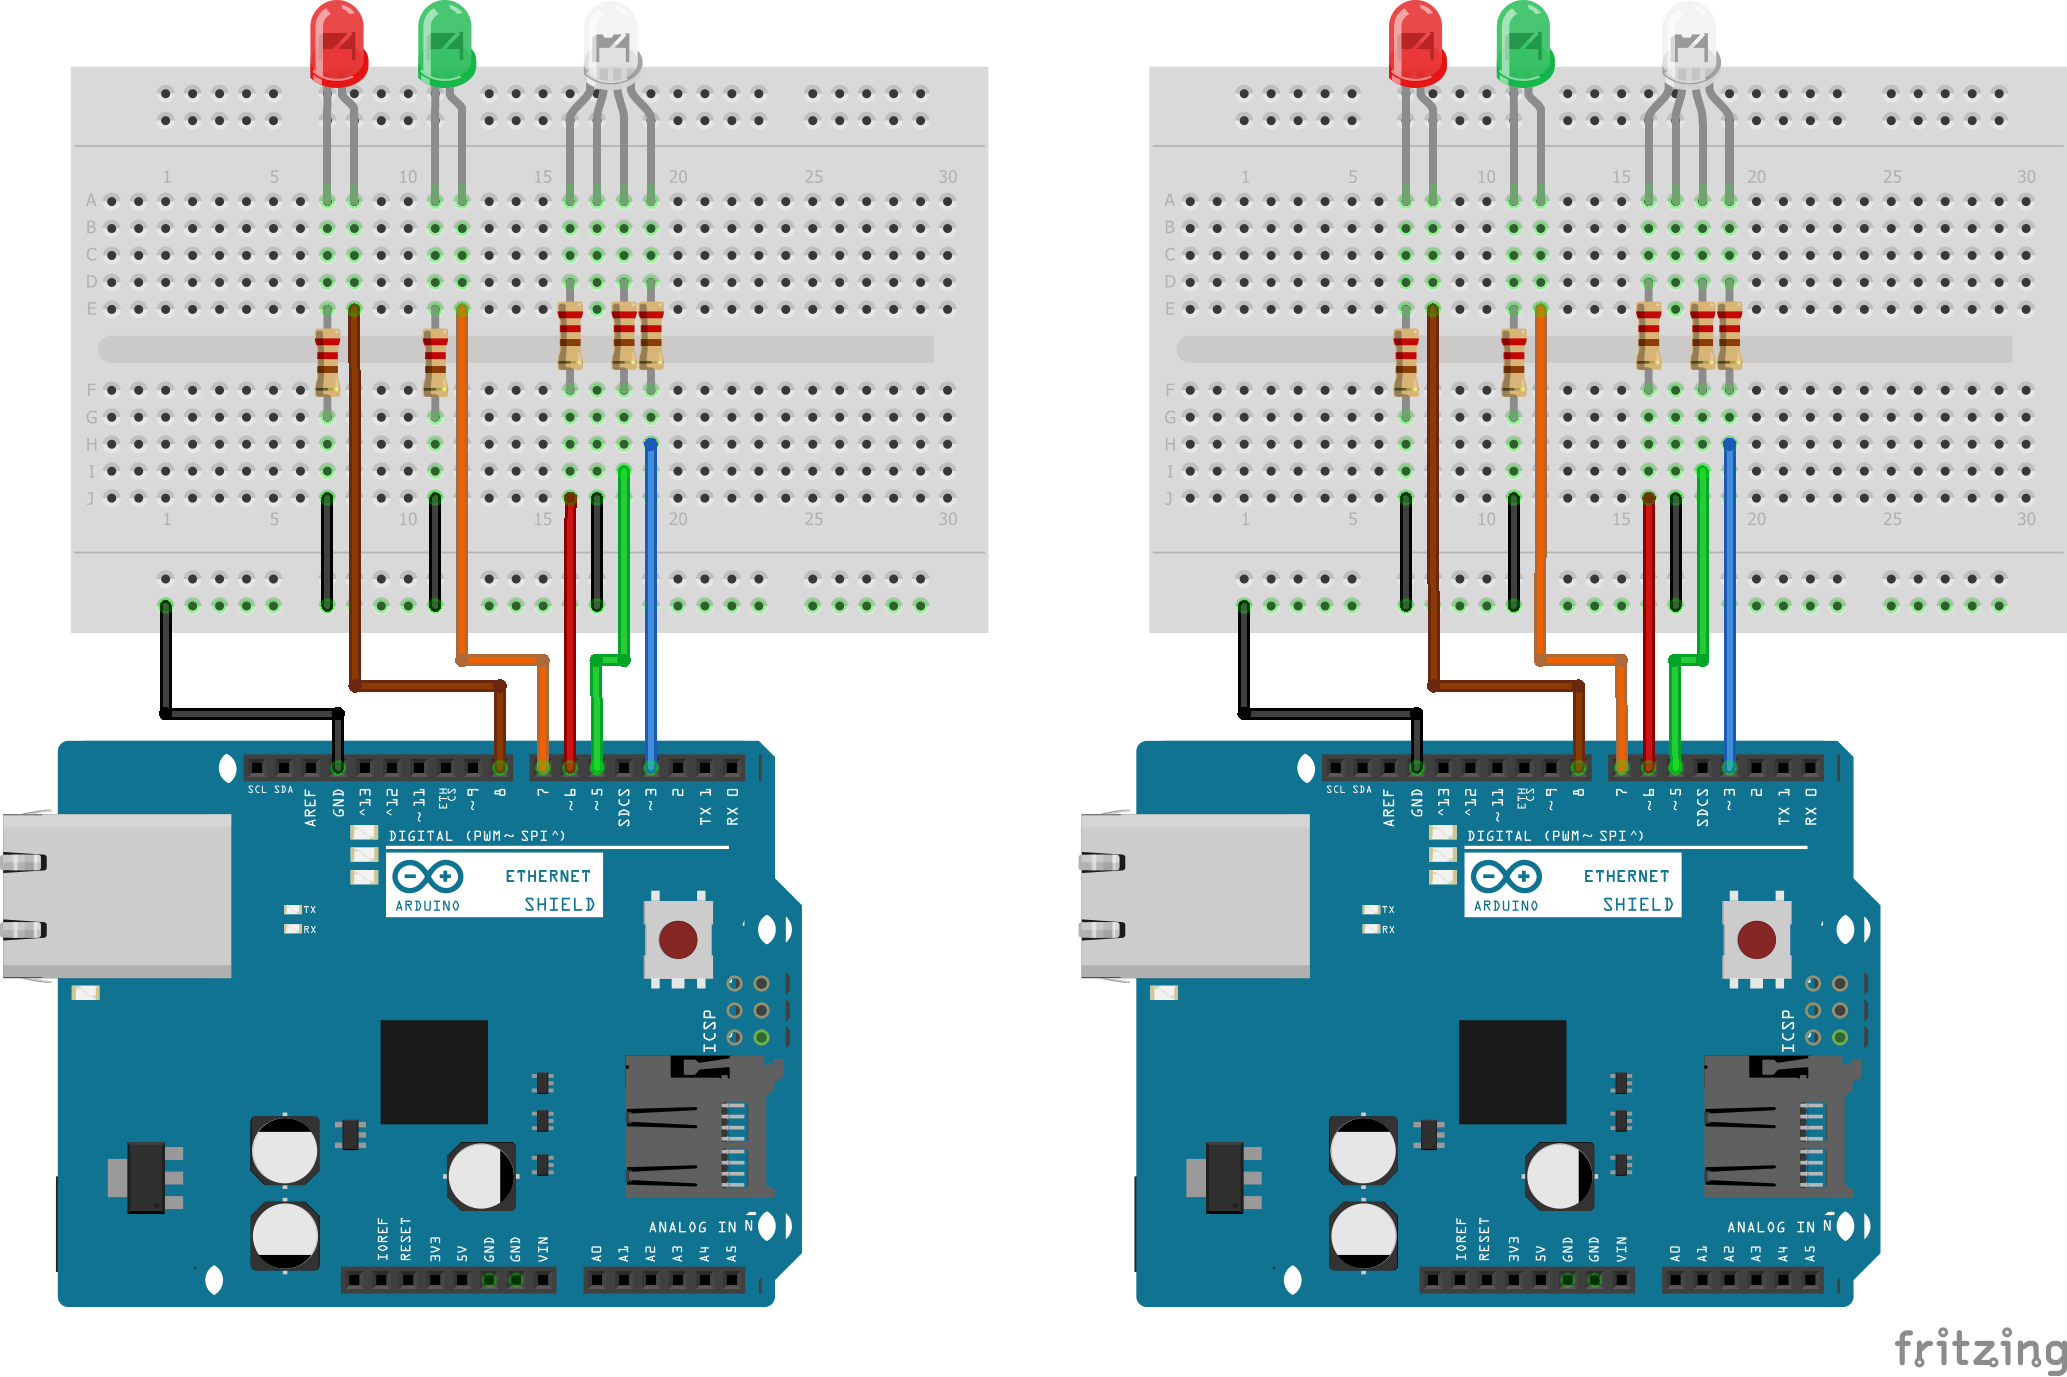 1 5 10 15 20 25 30
A
B
C
D
E
F
G
H
I
J
1 5 10 15 20 25 30
SCL SDA AREF GND ^13 ^12 ~11 ETH CS ~9 8 7 ~6 ~5 SDCS ~3 2 TX 1 RX 0
DIGITAL (PWM~ SPI^)
ETHERNET
ARDUINO SHIELD
TX
RX
ICSP
ANALOG IN N
IOREF RESET 3V3 5V GND GND VIN A0 A1 A2 A3 A4 A5
1 5 10 15 20 25 30
A
B
C
D
E
F
G
H
I
J
1 5 10 15 20 25 30
SCL SDA AREF GND ^13 ^12 ~11 ETH CS ~9 8 7 ~6 ~5 SDCS ~3 2 TX 1 RX 0
DIGITAL (PWM~ SPI^)
ETHERNET
ARDUINO SHIELD
TX
RX
ICSP
ANALOG IN N
IOREF RESET 3V3 5V GND GND VIN A0 A1 A2 A3 A4 A5
fritzing